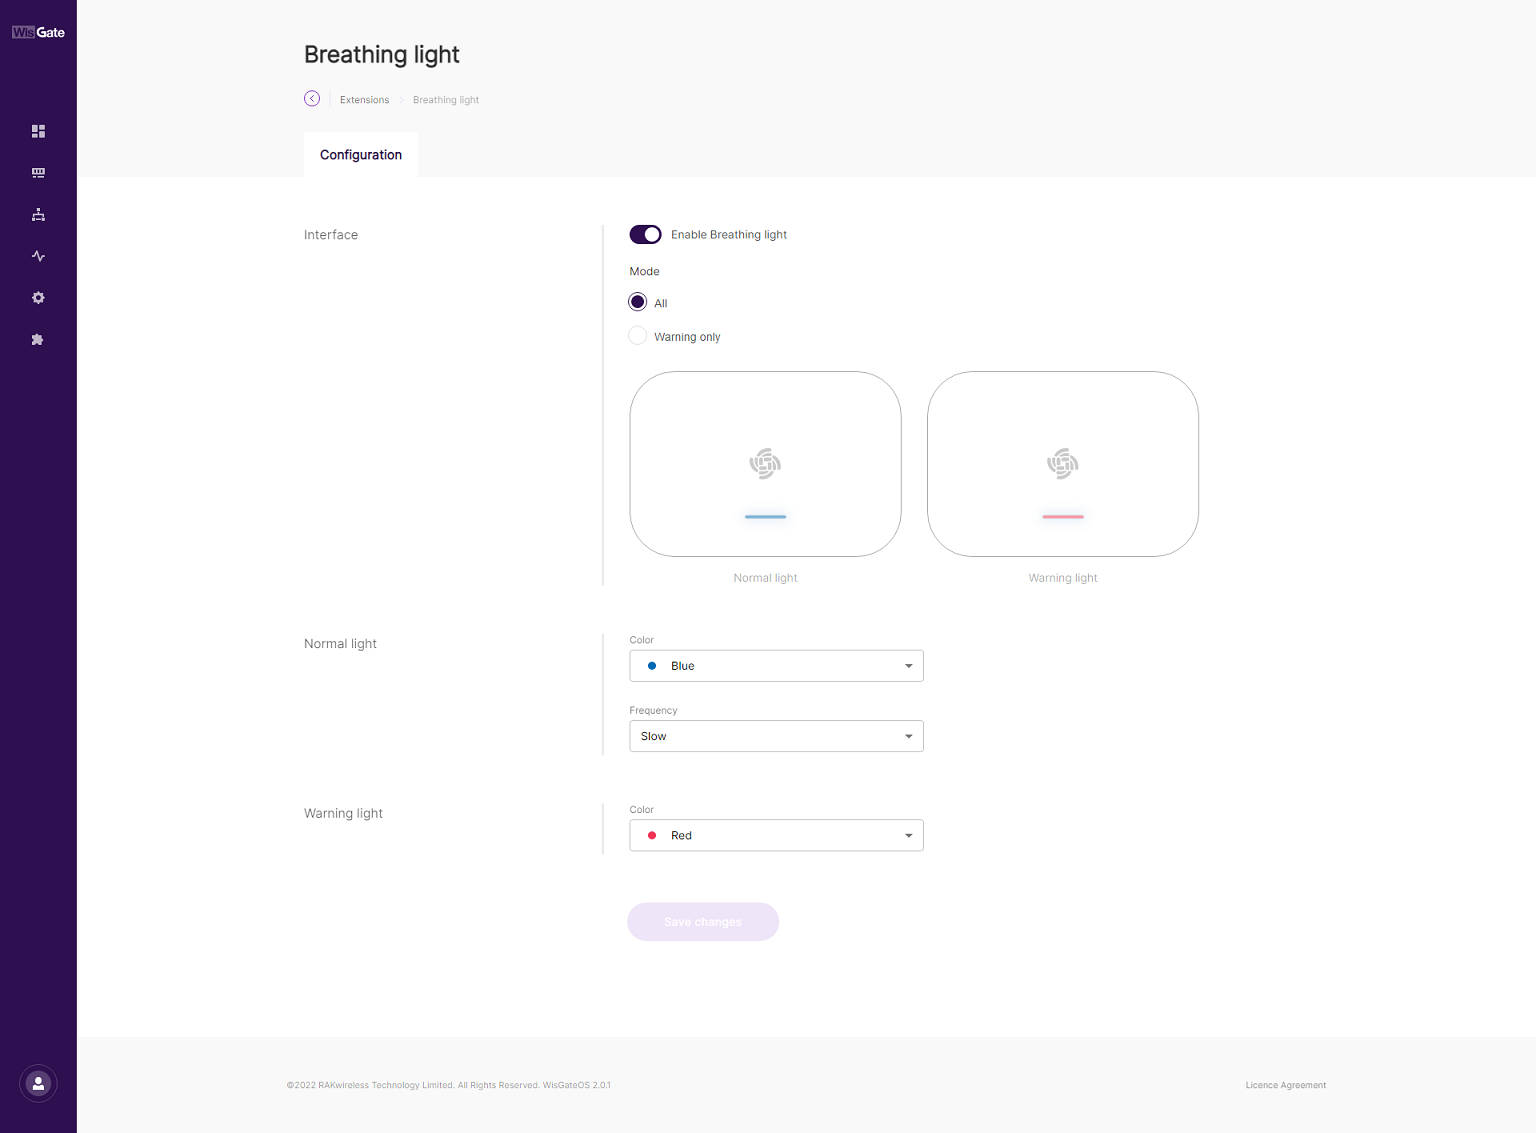 WisGate
Breathing light
Extensions
Breathing light
Configuration
Interface
Enable Breathing light
Mode
All
Warning only
Normal light
Warning light
Normal light
Color
Blue
Frequency
Slow
Warning light
Color
Red
Save changes
©2022 RAKwireless Technology Limited. All Rights Reserved. WisGateOS 2.0.1
Licence Agreement